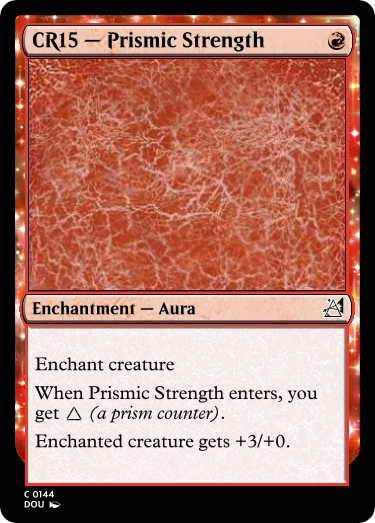 CR15 — Prismic Strength
Enchantment — Aura
Enchant creature
When Prismic Strength enters, you
get △ (a prism counter).
Enchanted creature gets +3/+0.
C 0144
DOU